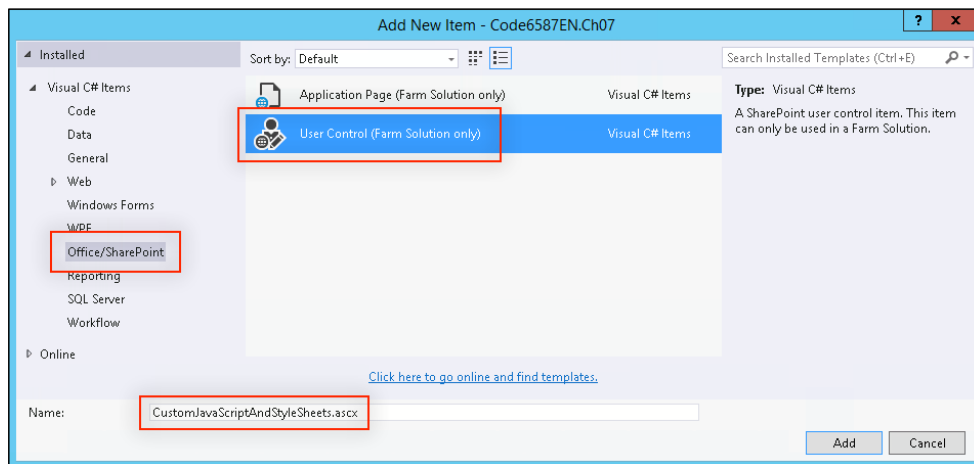 Add New Item - Code6587EN.Ch07
? x
Installed
Sort by: Default
Search Installed Templates (Ctrl+E)
Visual C# Items
Code
Data
General
Web
Windows Forms
WPF
Office/SharePoint
Reporting
SQL Server
Workflow
Online
Application Page (Farm Solution only) Visual C# Items
User Control (Farm Solution only) Visual C# Items
Type: Visual C# Items
A SharePoint user control item. This item
can only be used in a Farm Solution.
Click here to go online and find templates.
Name: CustomJavaScriptAndStyleSheets.ascx
Add Cancel